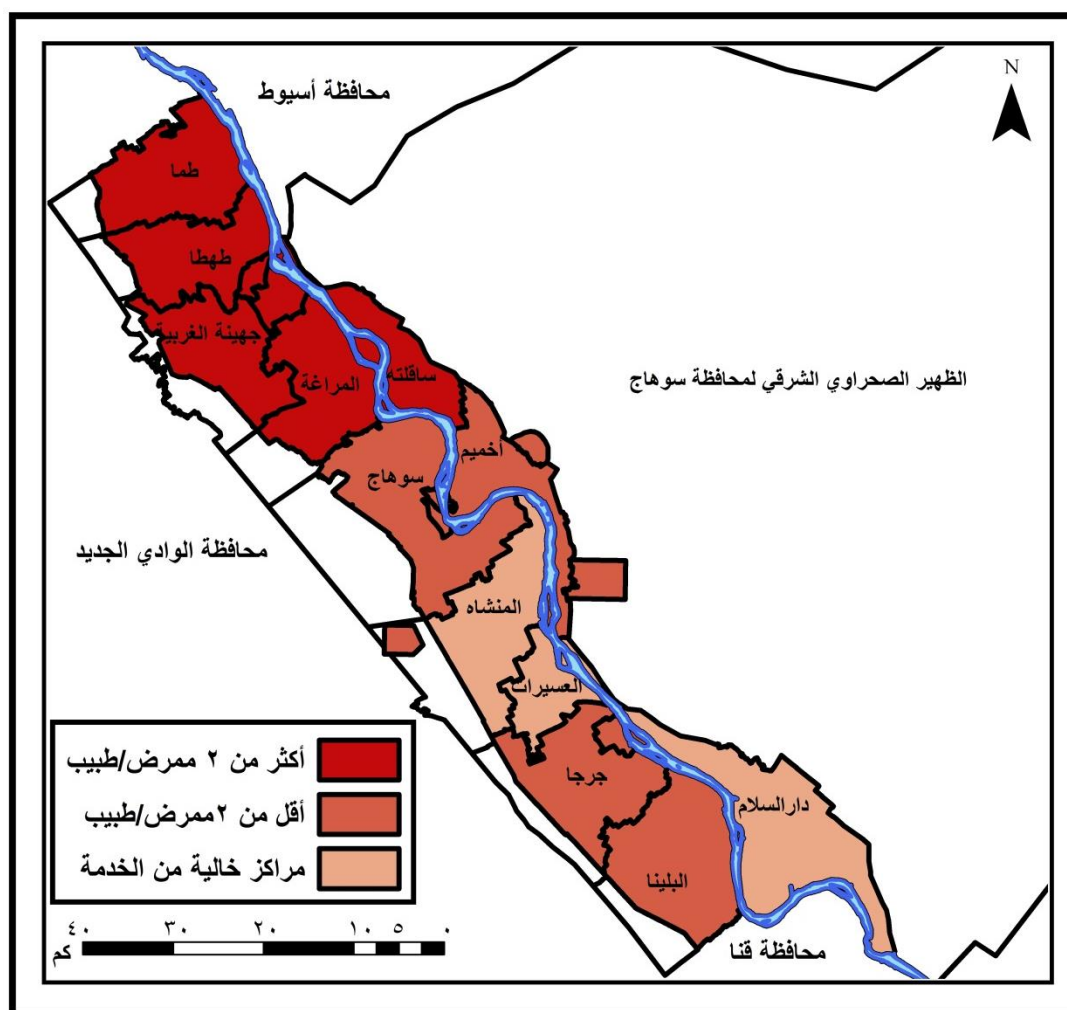 N
محافظة أسيوط
طما
طهطا
جهينة الغربية
المراغة
ساقلته
الظهير الصحراوي الشرقي لمحافظة سوهاج
أخميم
سوهاج
محافظة الوادي الجديد
المنشاه
العسيرات
جرجا
دارالسلام
البلينا
محافظة قنا
أكثر من ٢ ممرض/طبيب
أقل من ٢ممرض/طبيب
مراكز خالية من الخدمة
٤٠ ٣٠ ٢٠ ١٠ ٥ ٠
كم